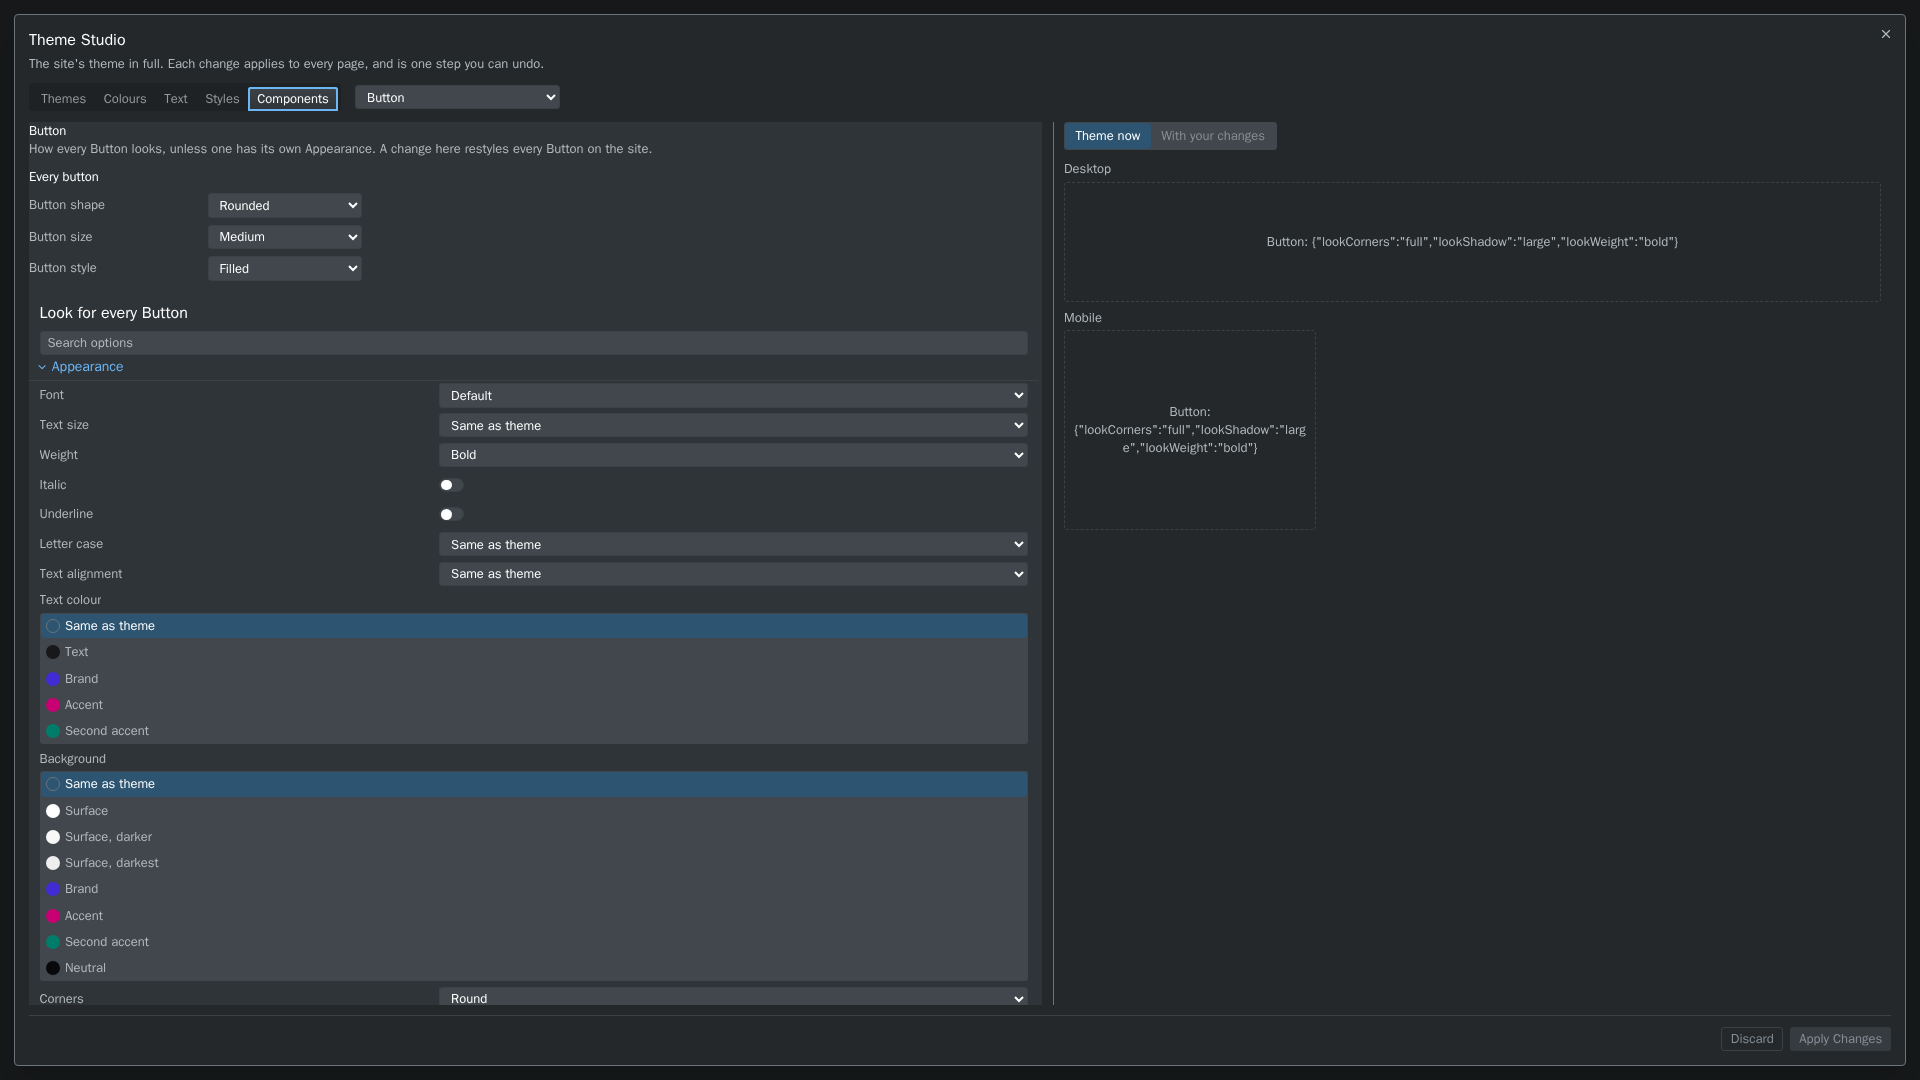 Theme Studio
The site's theme in full. Each change applies to every page, and is one step you can undo.
Themes Colours Text Styles Components Button
Button
How every Button looks, unless one has its own Appearance. A change here restyles every Button on the site.
Every button
Button shape Rounded
Button size Medium
Button style Filled
Look for every Button
Search options
Appearance
Font Default
Text size Same as theme
Weight Bold
Italic
Underline
Letter case Same as theme
Text alignment Same as theme
Text colour
Same as theme
Text
Brand
Accent
Second accent
Background
Same as theme
Surface
Surface, darker
Surface, darkest
Brand
Accent
Second accent
Neutral
Corners Round
Theme now With your changes
Desktop
Button: {"lookCorners":"full","lookShadow":"large","lookWeight":"bold"}
Mobile
Button:
{"lookCorners":"full","lookShadow":"larg
e","lookWeight":"bold"}
Discard Apply Changes